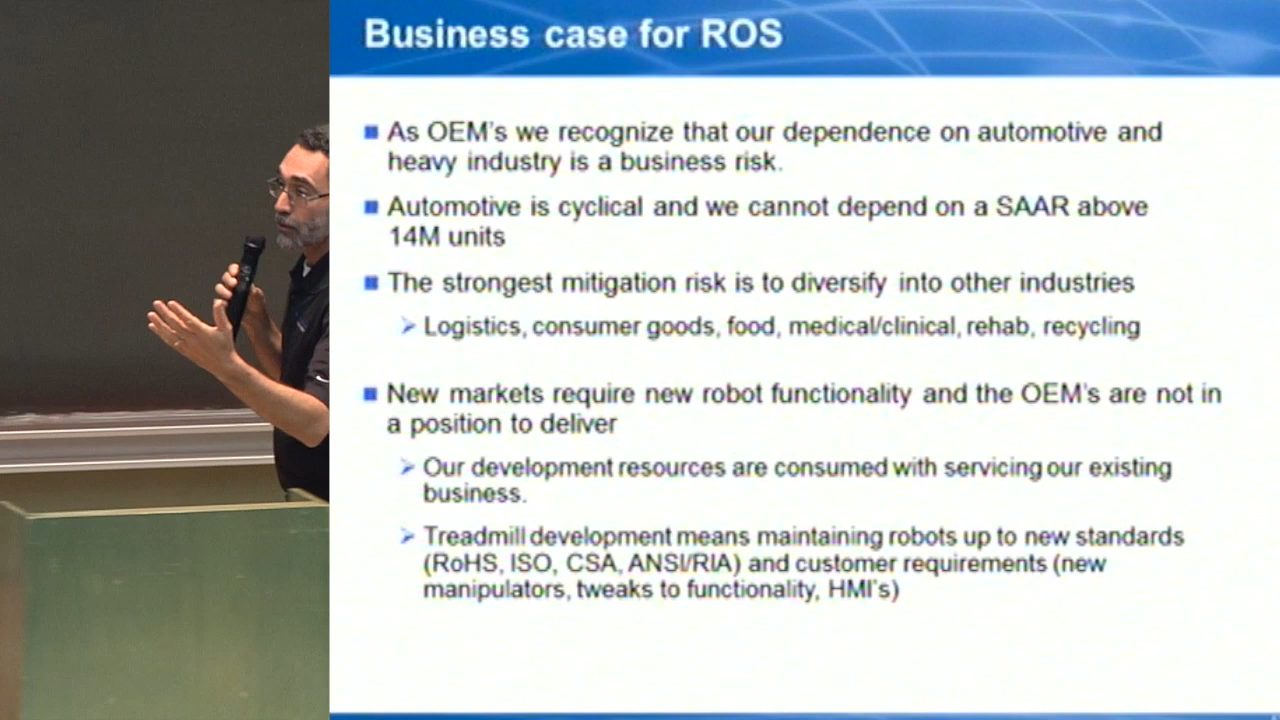 Business case for ROS
As OEM's we recognize that our dependence on automotive and
heavy industry is a business risk.
Automotive is cyclical and we cannot depend on a SAAR above
14M units
The strongest mitigation risk is to diversify into other industries
Logistics, consumer goods, food, medical/clinical, rehab, recycling
New markets require new robot functionality and the OEM's are not in
a position to deliver
Our development resources are consumed with servicing our existing
business.
Treadmill development means maintaining robots up to new standards
(RoHS, ISO, CSA, ANSI/RIA) and customer requirements (new
manipulators, tweaks to functionality, HMI's)